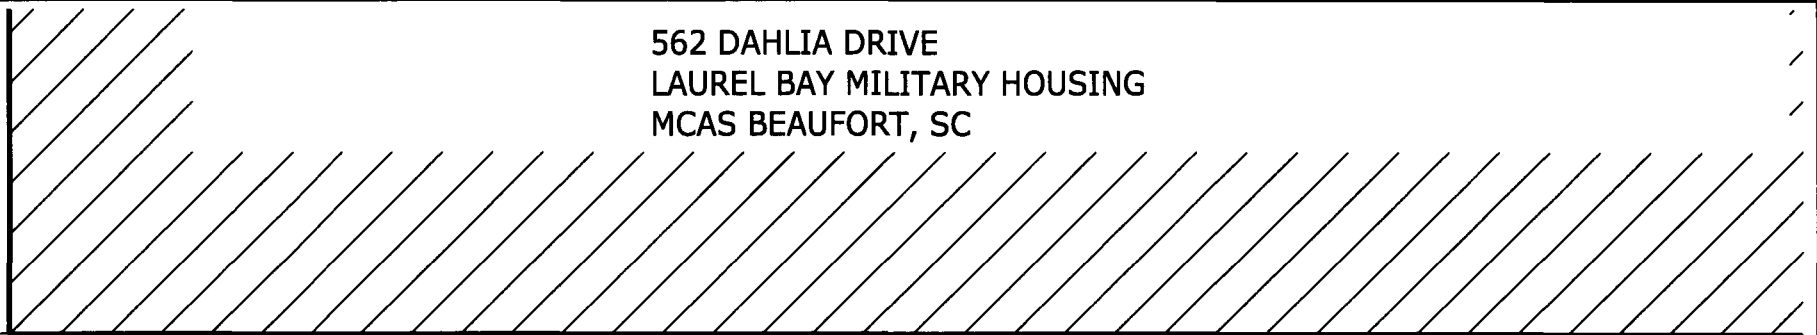 562 DAHLIA DRIVE
LAUREL BAY MILITARY HOUSING
MCAS BEAUFORT, SC